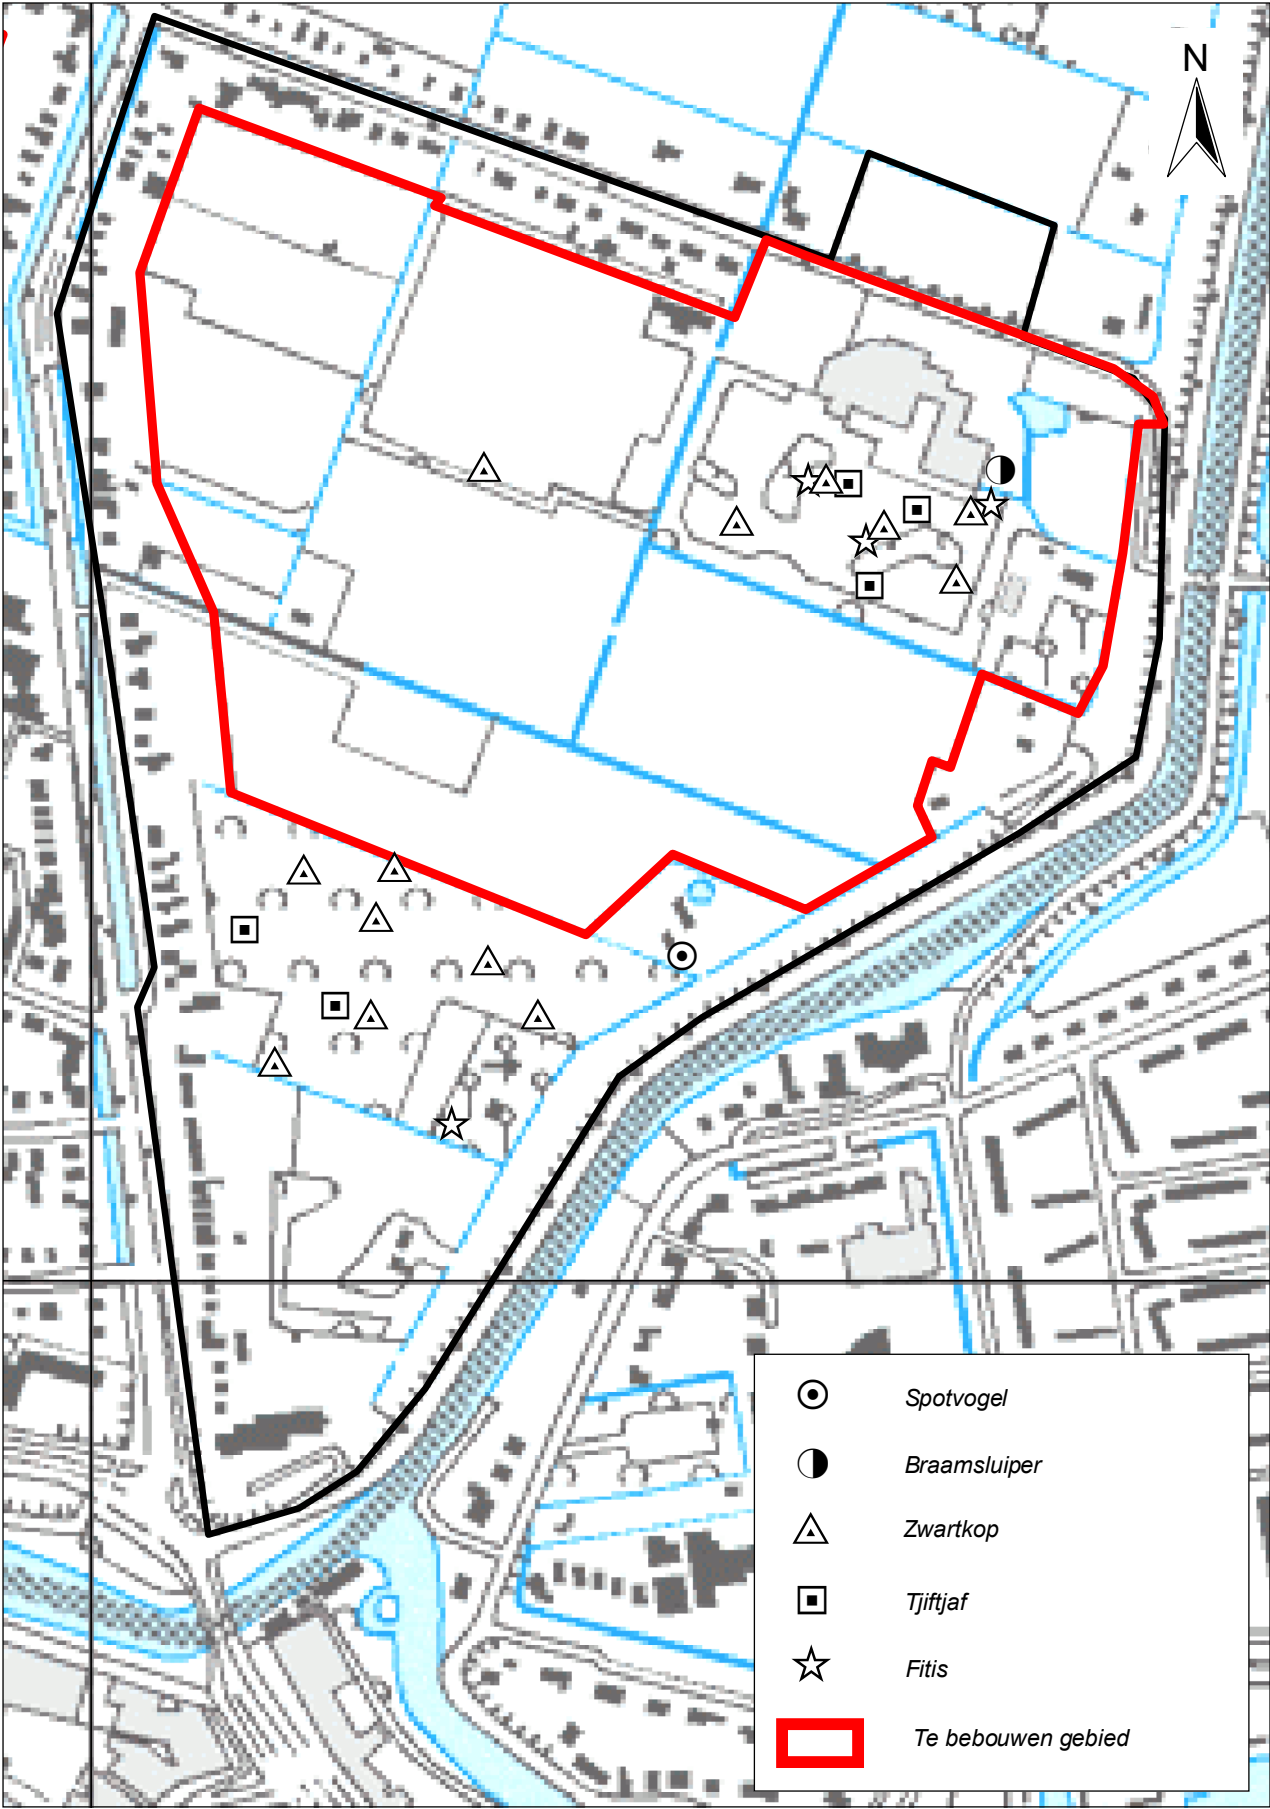 N
Spotvogel
Braamsluiper
Zwartkop
Tjiftjaf
Fitis
Te bebouwen gebied